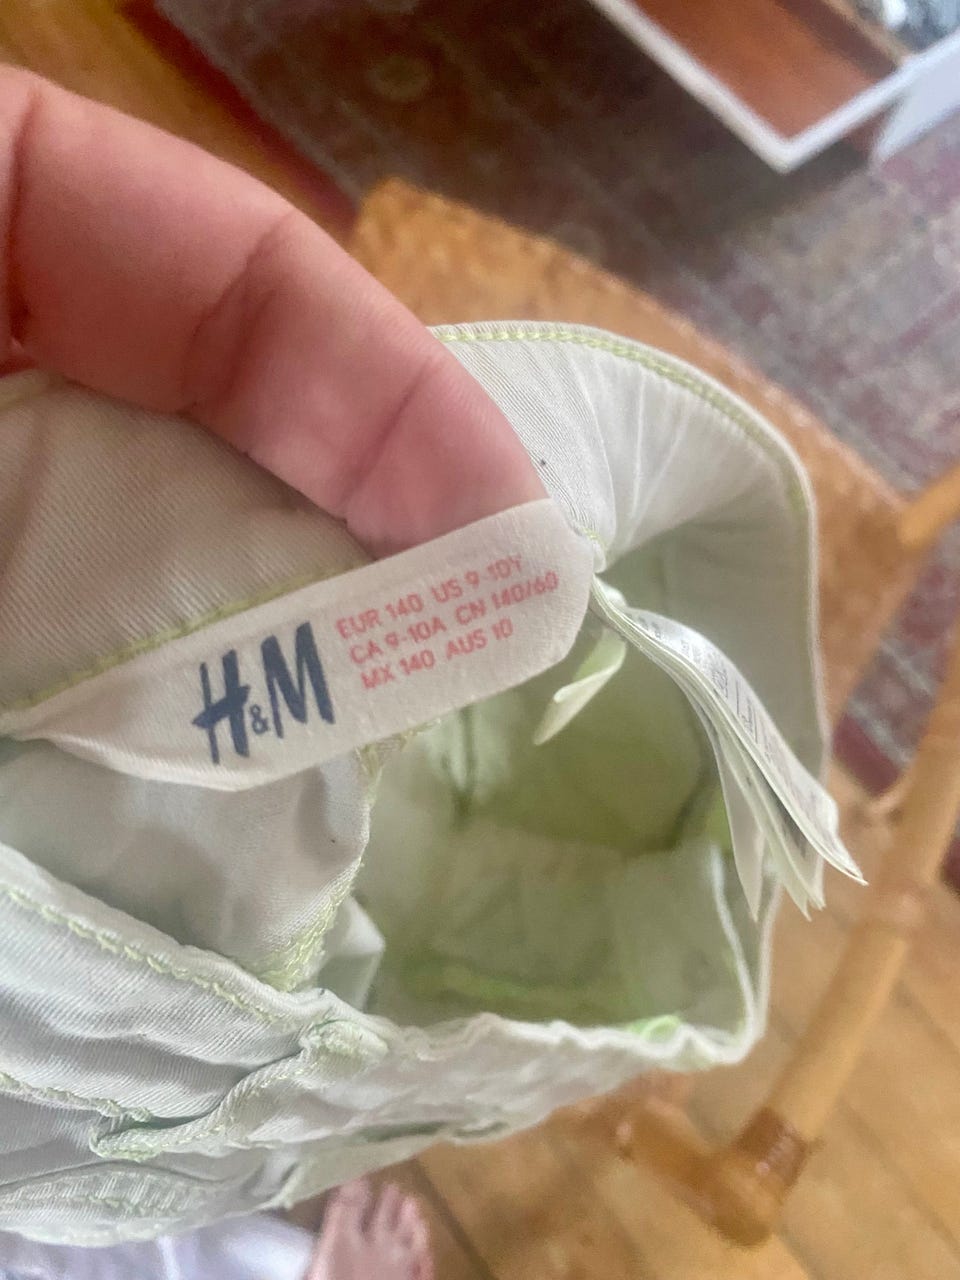 H&M
EUR 140 US 9-10Y
CA 9-10A CN 140/60
MX 140 AUS 10